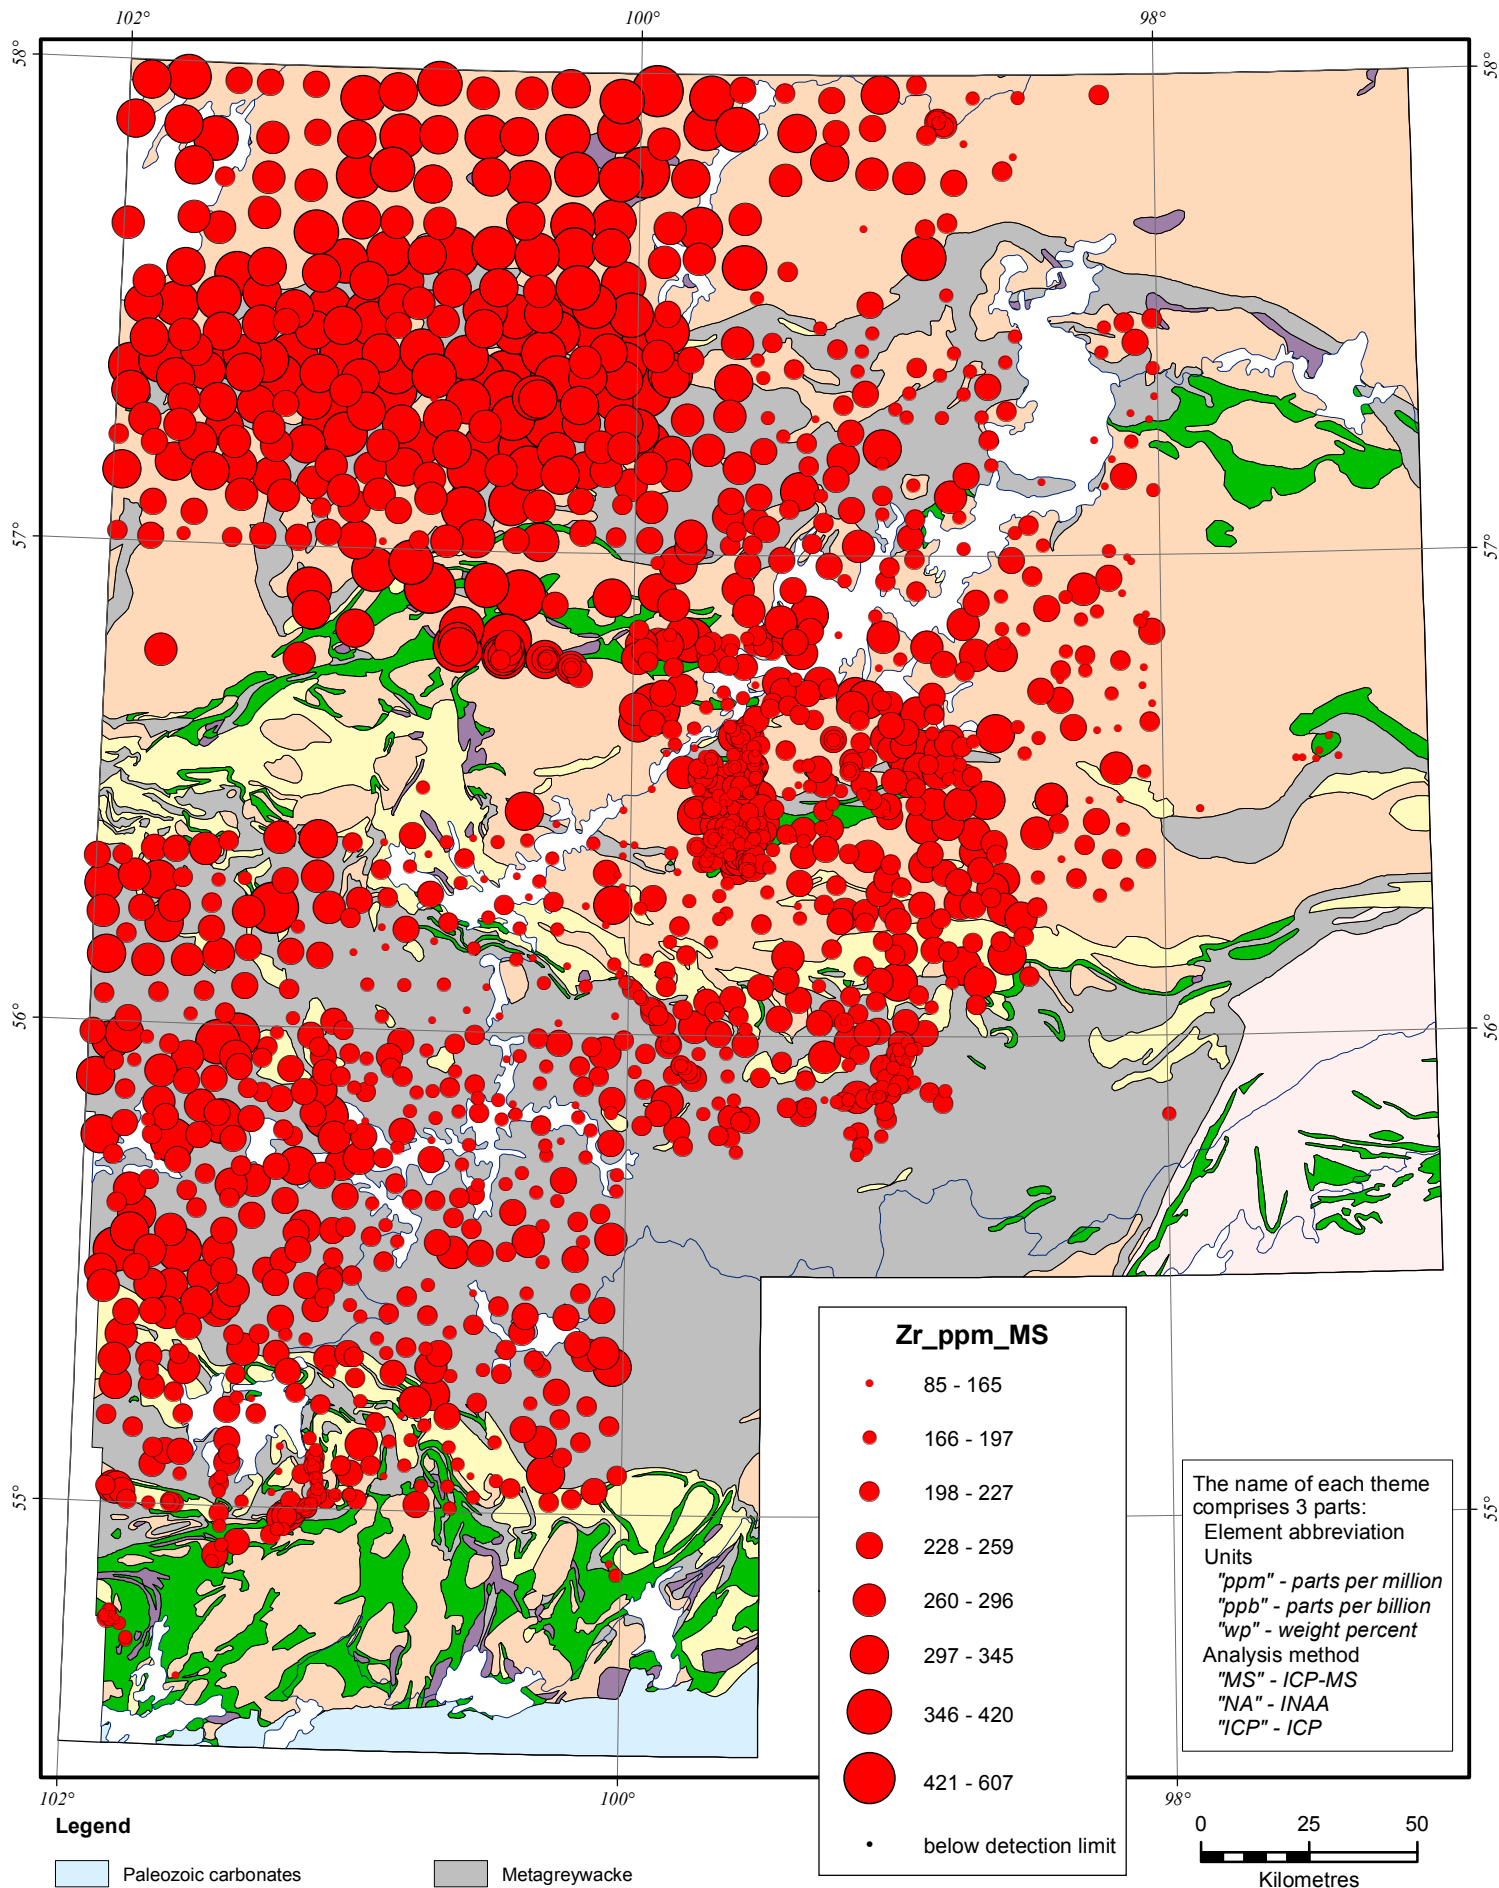 102°
100°
98°
58°
58°
57°
57°
56°
56°
55°
55°
Zr_ppm_MS
85 - 165
166 - 197
198 - 227
228 - 259
260 - 296
297 - 345
346 - 420
421 - 607
below detection limit
The name of each theme
comprises 3 parts:
Element abbreviation
Units
"ppm" - parts per million
"ppb" - parts per billion
"wp" - weight percent
Analysis method
"MS" - ICP-MS
"NA" - INAA
"ICP" - ICP
102°
100°
98°
Legend
Paleozoic carbonates
Metagreywacke
0 25 50
Kilometres